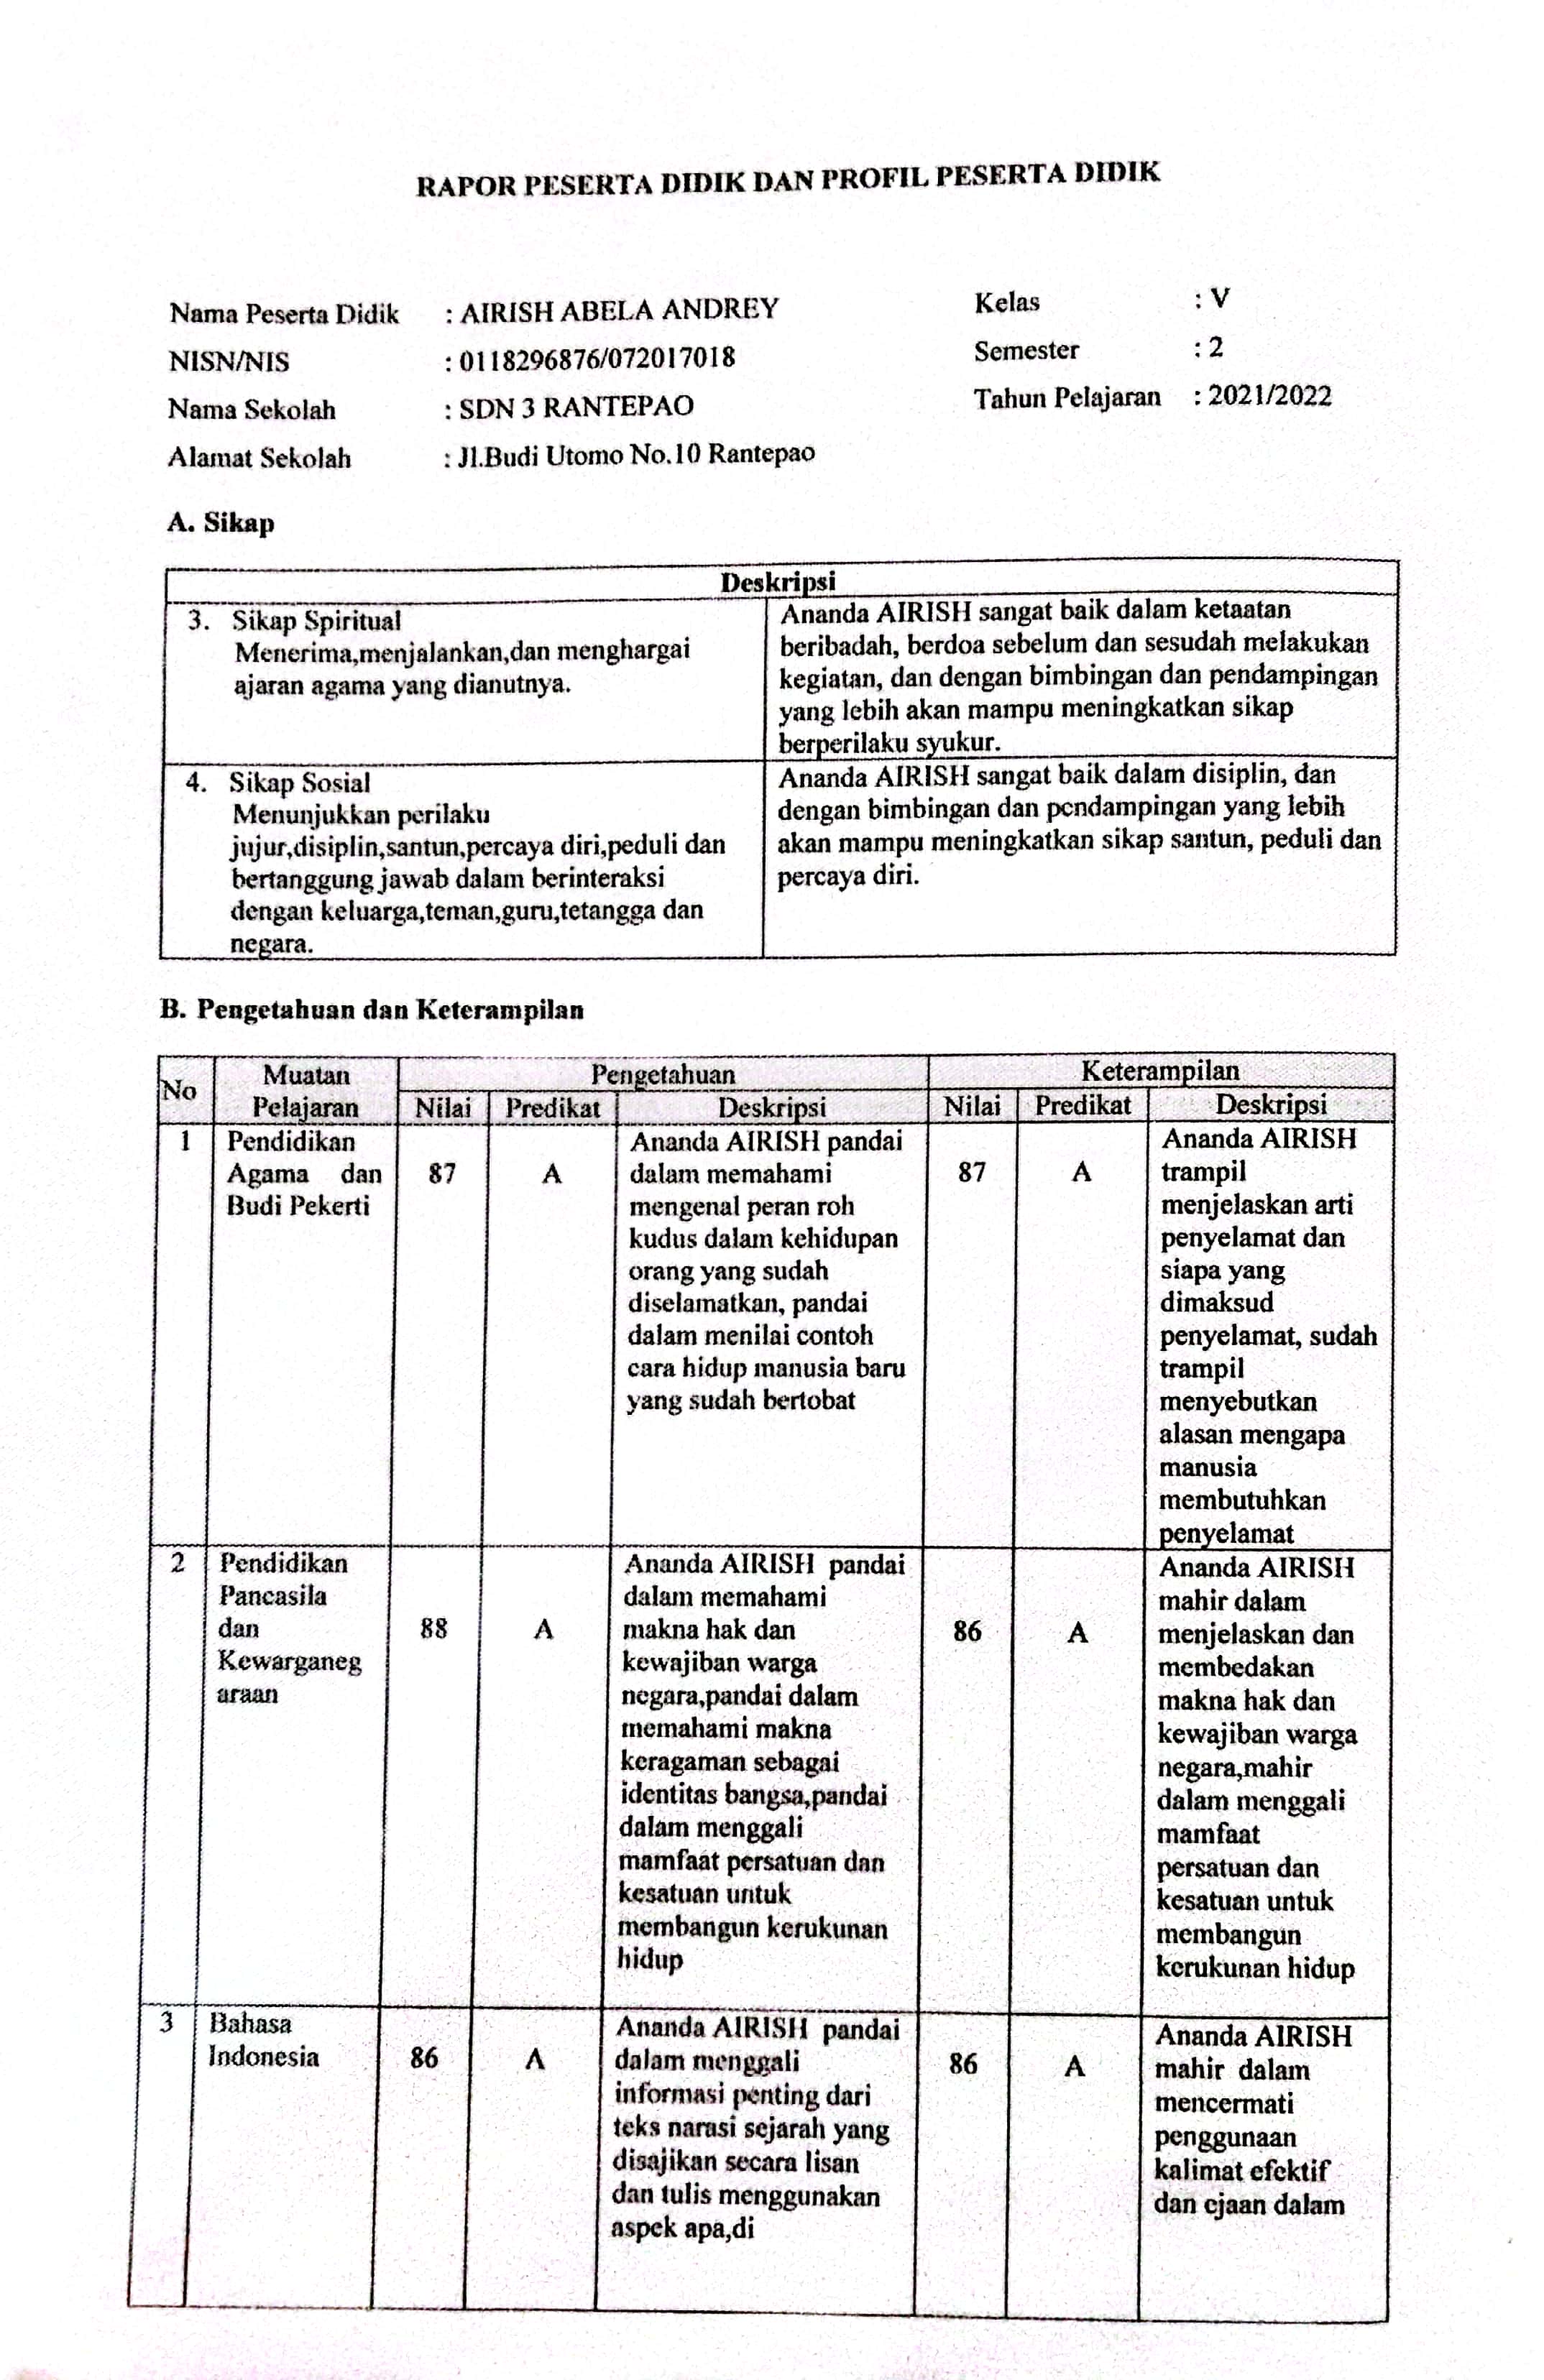 RAPOR PESERTA DIDIK DAN PROFIL PESERTA DIDIK
Nama Peserta Didik : AIRISH ABELA ANDREY
NISN/NIS : 0118296876/072017018
Nama Sekolah : SDN 3 RANTEPAO
Alamat Sekolah : Jl.Budi Utomo No.10 Rantepao
Kelas : V
Semester : 2
Tahun Pelajaran : 2021/2022
A. Sikap
Deskripsi
3. Sikap Spiritual
Menerima,menjalankan,dan menghargai
ajaran agama yang dianutnya.
Ananda AIRISH sangat baik dalam ketaatan
beribadah, berdoa sebelum dan sesudah melakukan
kegiatan, dan dengan bimbingan dan pendampingan
yang lebih akan mampu meningkatkan sikap
berperilaku syukur.
4. Sikap Sosial
Menunjukkan perilaku
jujur,disiplin,santun,percaya diri,peduli dan
bertanggung jawab dalam berinteraksi
dengan keluarga,teman,guru,tetangga dan
negara.
Ananda AIRISH sangat baik dalam disiplin, dan
dengan bimbingan dan pendampingan yang lebih
akan mampu meningkatkan sikap santun, peduli dan
percaya diri.
B. Pengetahuan dan Keterampilan
No
Muatan
Pelajaran
Pengetahuan
Keterampilan
Nilai Predikat Deskripsi Nilai Predikat Deskripsi
1
Pendidikan
Agama dan
Budi Pekerti
87
A
Ananda AIRISH pandai
dalam memahami
mengenal peran roh
kudus dalam kehidupan
orang yang sudah
diselamatkan, pandai
dalam menilai contoh
cara hidup manusia baru
yang sudah bertobat
87
A
Ananda AIRISH
trampil
menjelaskan arti
penyelamat dan
siapa yang
dimaksud
penyelamat, sudah
trampil
menyebutkan
alasan mengapa
manusia
membutuhkan
penyelamat
2
Pendidikan
Pancasila
dan
Kewarganeg
araan
88
A
Ananda AIRISH pandai
dalam memahami
makna hak dan
kewajiban warga
negara,pandai dalam
memahami makna
keragaman sebagai
identitas bangsa,pandai
dalam menggali
mamfaat persatuan dan
kesatuan untuk
membangun kerukunan
hidup
86
A
Ananda AIRISH
mahir dalam
menjelaskan dan
membedakan
makna hak dan
kewajiban warga
negara,mahir
dalam menggali
mamfaat
persatuan dan
kesatuan untuk
membangun
kerukunan hidup
3
Bahasa
Indonesia
86
A
Ananda AIRISH pandai
dalam menggali
informasi penting dari
teks narasi sejarah yang
disajikan secara lisan
dan tulis menggunakan
aspek apa,di
86
A
Ananda AIRISH
mahir dalam
mencermati
penggunaan
kalimat efektif
dan ejaan dalam